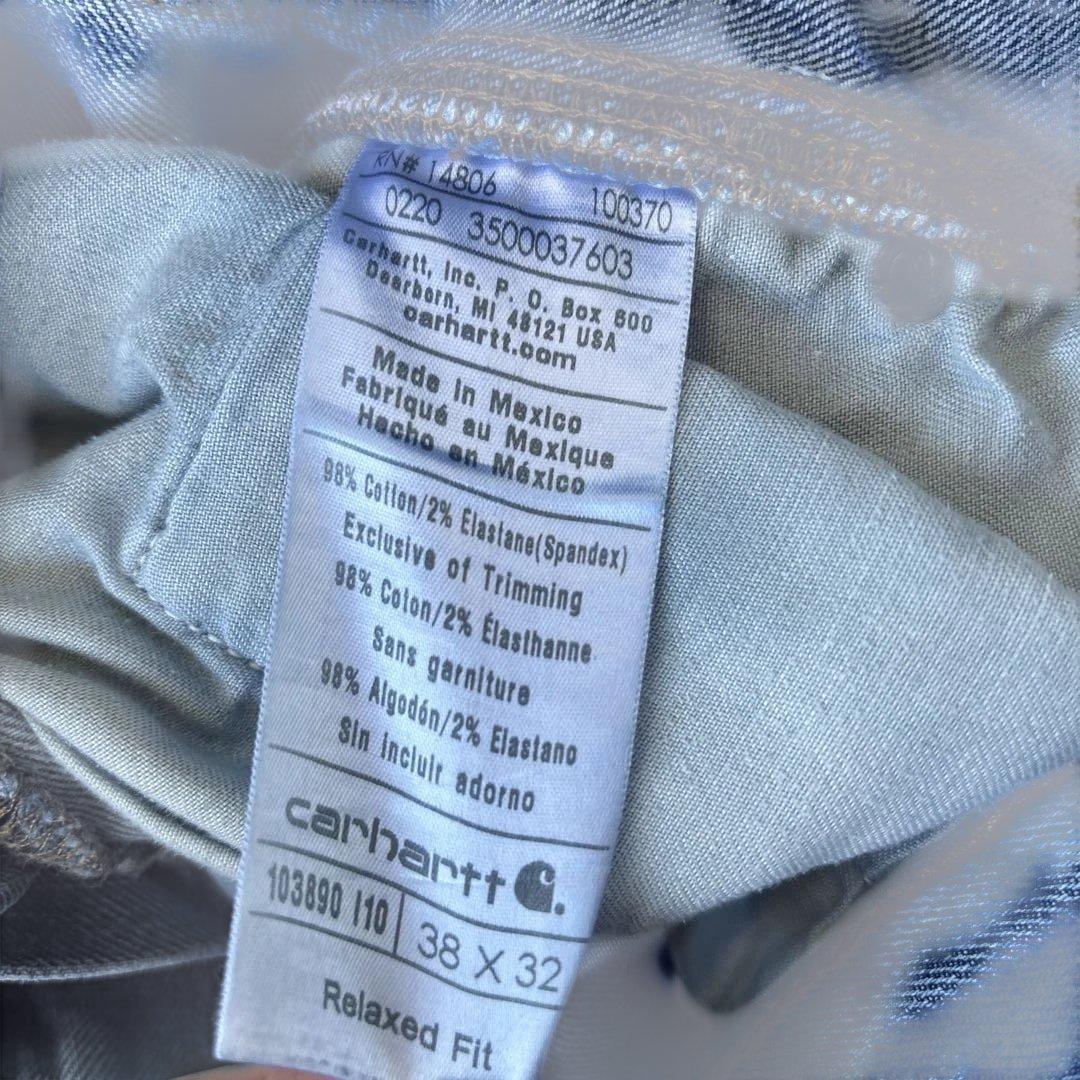 RN# 14806 100370
0220 3500037603
Carhartt, Inc. P. O. Box 600
Dearborn, MI 48121 USA
carhartt.com
Made in Mexico
Fabriqué au Mexique
Hecho en México
98% Cotton/2% Elastane(Spandex)
Exclusive of Trimming
98% Coton/2% Élasthanne
Sans garniture
98% Algodón/2% Elastano
Sin incluir adorno
carhartt
103890 I10 38 X 32
Relaxed Fit